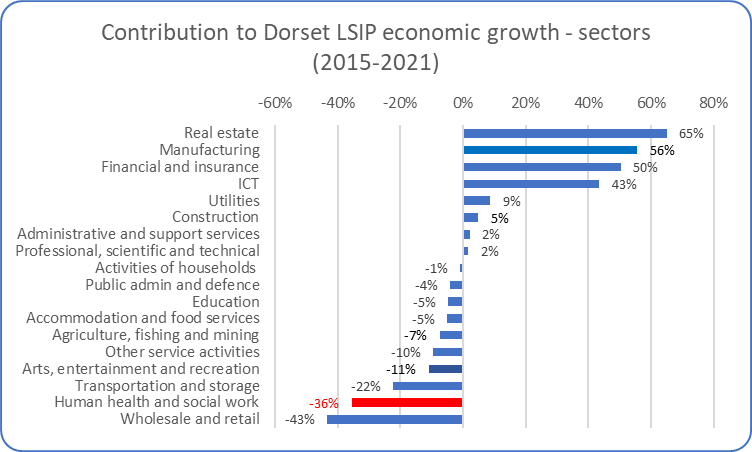 Contribution to Dorset LSIP economic growth - sectors
(2015-2021)
-60% -40% -20% 0% 20% 40% 60% 80%
Real estate 65%
Manufacturing 56%
Financial and insurance 50%
ICT 43%
Utilities 9%
Construction 5%
Administrative and support services 2%
Professional, scientific and technical 2%
Activities of households -1%
Public admin and defence -4%
Education -5%
Accommodation and food services -5%
Agriculture, fishing and mining -7%
Other service activities -10%
Arts, entertainment and recreation -11%
Transportation and storage -22%
Human health and social work -36%
Wholesale and retail -43%